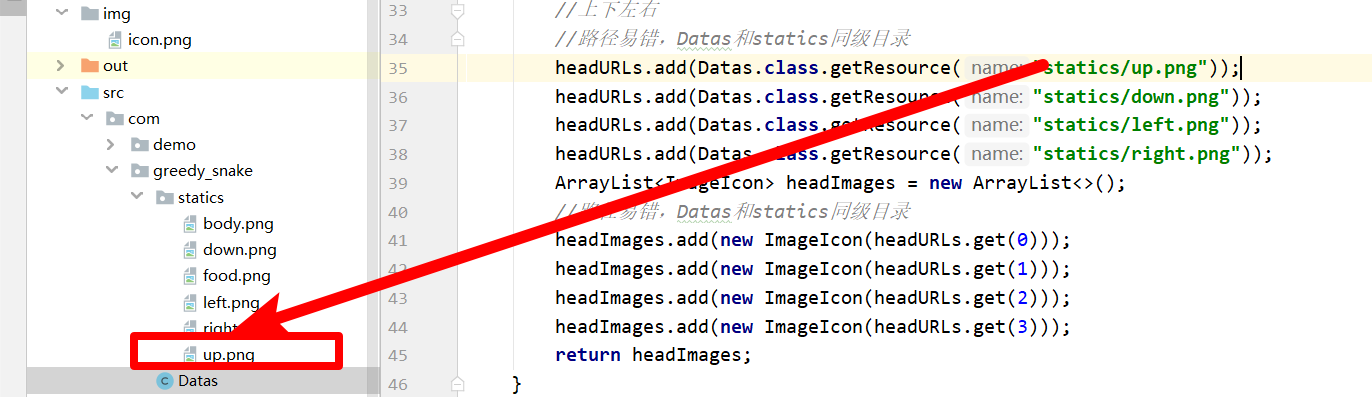 img
icon.png
out
src
com
demo
greedy_snake
statics
body.png
down.png
food.png
left.png
up.png
Datas
33 //上下左右
34 //路径易错，Datas和statics同级目录
35 headURLs.add(Datas.class.getResource( name: "statics/up.png"));
36 headURLs.add(Datas.class.getResource( name: "statics/down.png"));
37 headURLs.add(Datas.class.getResource( name: "statics/left.png"));
38 headURLs.add(Datas.class.getResource( name: "statics/right.png"));
39 ArrayList<ImageIcon> headImages = new ArrayList<>();
40 //路径易错，Datas和statics同级目录
41 headImages.add(new ImageIcon(headURLs.get(0)));
42 headImages.add(new ImageIcon(headURLs.get(1)));
43 headImages.add(new ImageIcon(headURLs.get(2)));
44 headImages.add(new ImageIcon(headURLs.get(3)));
45 return headImages;
46 }